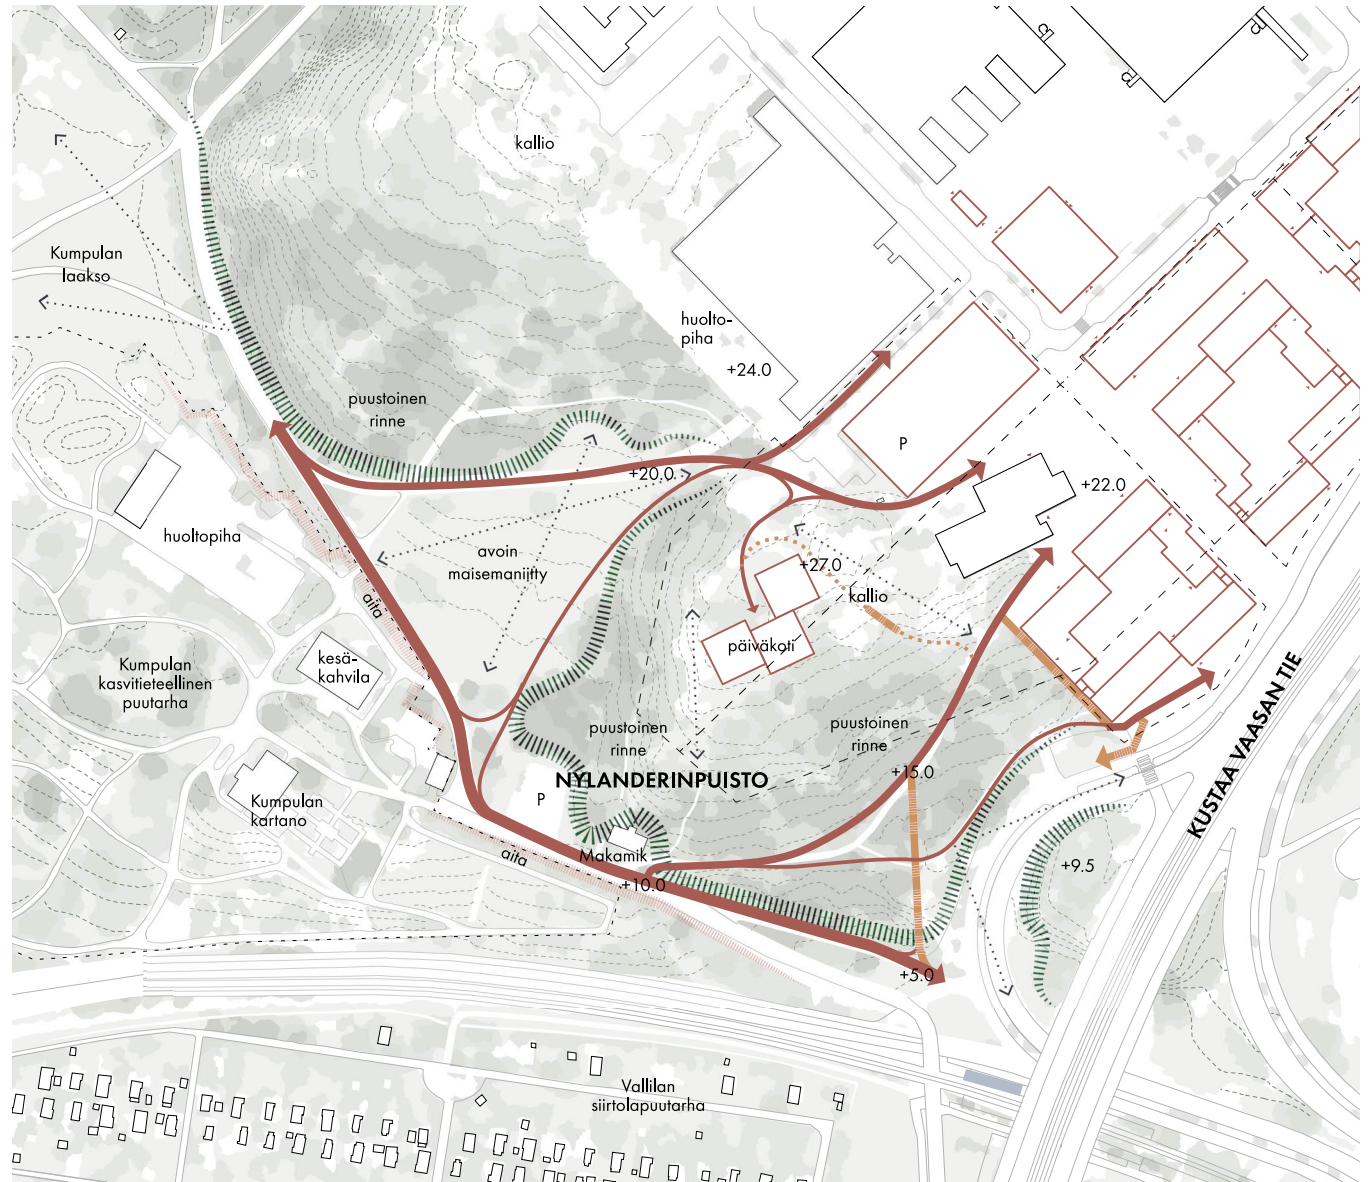 kallio
Kumpulan
laakso
huolto-
piha
+24.0
puustoinen
rinne
P
+20.0
+22.0
huoltopiha
avoin
maisemaniitty
+27.0
kallio
aita
päiväkoti
Kumpulan
kasvitieteellinen
puutarha
kesä-
kahvila
puustoinen
rinne
puustoinen
rinne
KUSTAA VAASAN TIE
NYLANDERINPUISTO
+15.0
P
Kumpulan
kartano
aita
Makamik
+10.0
+9.5
+5.0
Vallilan
siirtolapuutarha